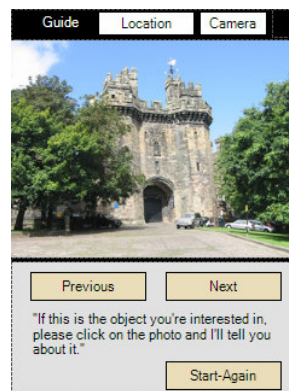 Guide Location Camera
Previous Next
"If this is the object you're interested in,
please click on the photo and I'll tell you
about it."
Start-Again